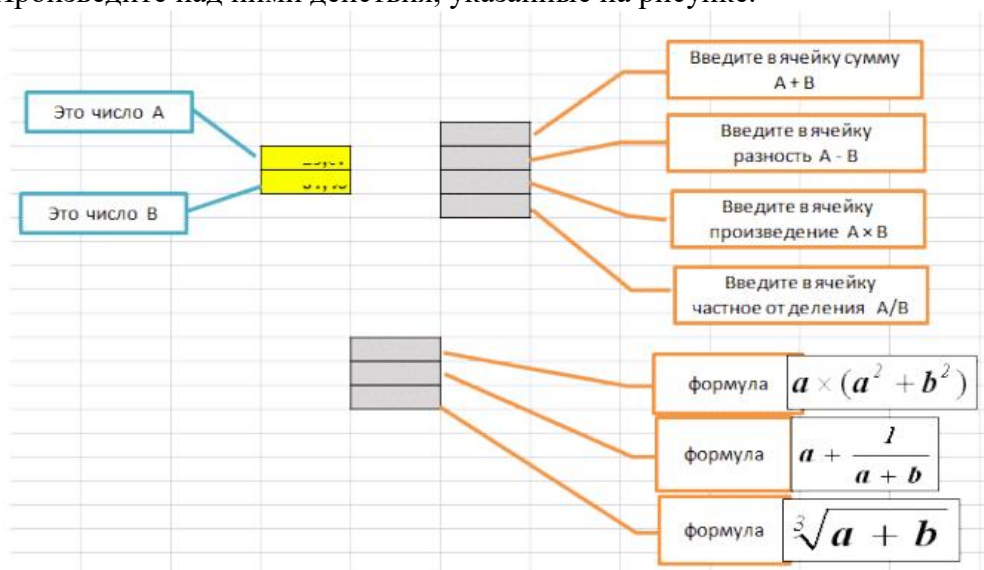 Введите в ячейку сумму
A + B
Это число A
Введите в ячейку
разность A - B
Это число B
Введите в ячейку
произведение A × B
Введите в ячейку
частное от деления A/B
формула a × (a² + b²)
формула a + 1 / (a + b)
формула ∛(a + b)